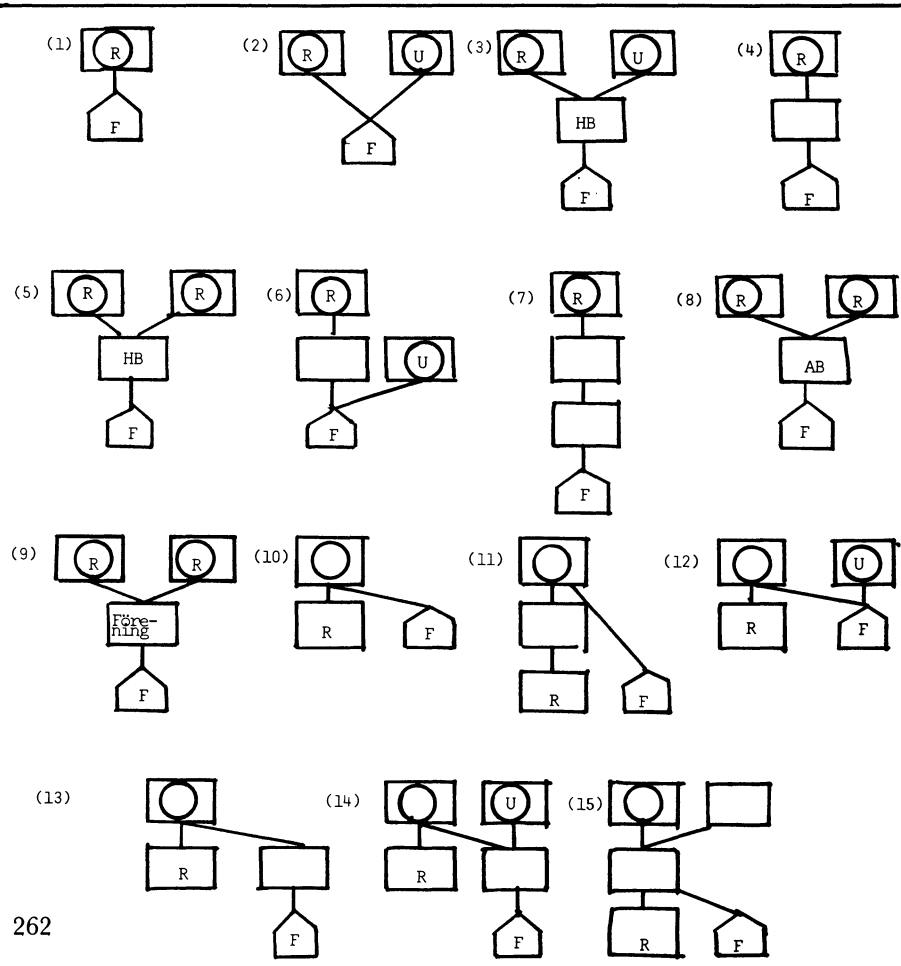 (1) R (2) R U (3) R U (4) R
F F HB F F
(5) R R (6) R (7) R (8) R R
HB U AB
F F F F
(9) R R (10) (11) (12) U
Före-
ning R F R F
F R F
(13) (14) U (15)
R R
F F R F
262